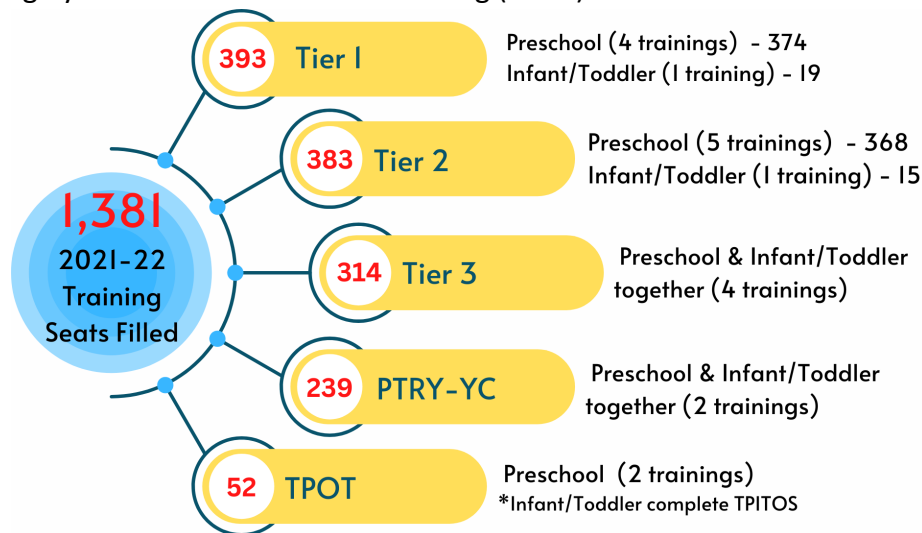 393 Tier 1
Preschool (4 trainings) - 374
Infant/Toddler (1 training) - 19
383 Tier 2
Preschool (5 trainings) - 368
Infant/Toddler (1 training) - 15
1,381
2021-22
Training
Seats Filled
314 Tier 3
Preschool & Infant/Toddler
together (4 trainings)
239 PTRY-YC
Preschool & Infant/Toddler
together (2 trainings)
52 TPOT
Preschool (2 trainings)
*Infant/Toddler complete TPITOS